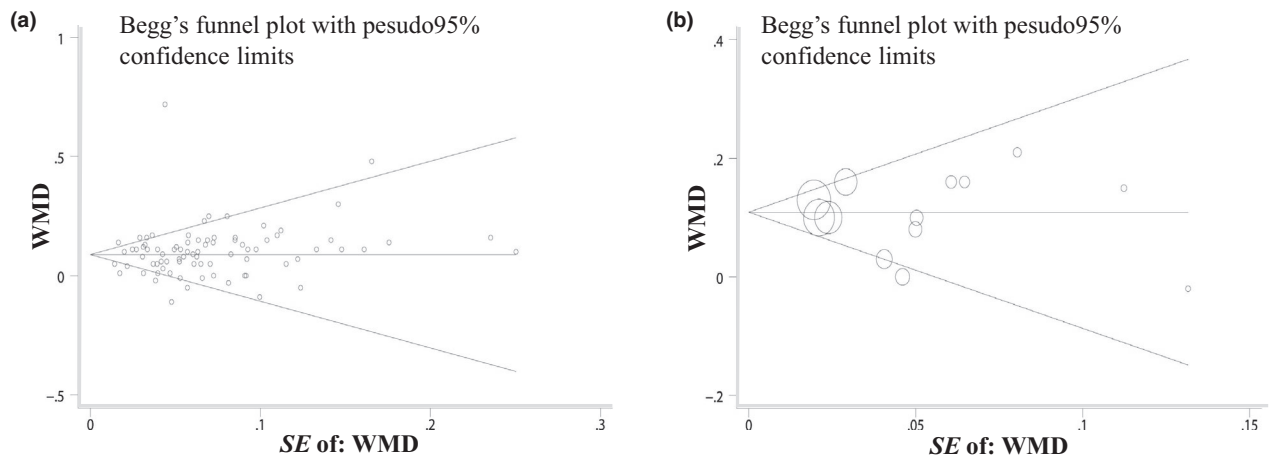 (a)
Begg's funnel plot with pesudo95%
confidence limits
1
.5
0
−.5
WMD
0
.1
.2
.3
SE of: WMD
(b)
Begg's funnel plot with pesudo95%
confidence limits
.4
.2
0
−.2
WMD
0
.05
.1
.15
SE of: WMD